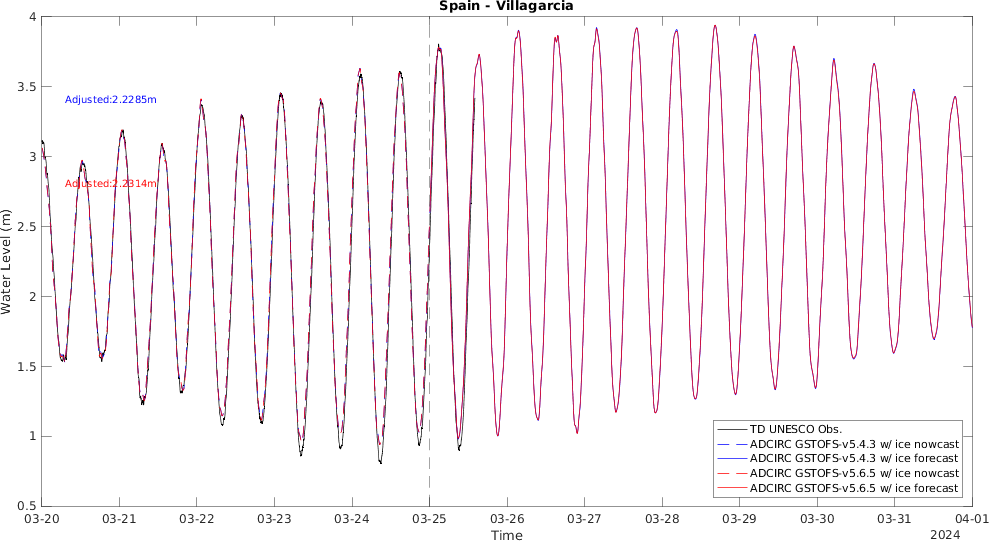 Spain - Villagarcia
4
3.5
3
2.5
2
1.5
1
0.5
Water Level (m)
Adjusted:2.2285m
Adjusted:2.2314m
TD UNESCO Obs.
ADCIRC GSTOFS-v5.4.3 w/ ice nowcast
ADCIRC GSTOFS-v5.4.3 w/ ice forecast
ADCIRC GSTOFS-v5.6.5 w/ ice nowcast
ADCIRC GSTOFS-v5.6.5 w/ ice forecast
03-20 03-21 03-22 03-23 03-24 03-25 03-26 03-27 03-28 03-29 03-30 03-31 04-01
Time
2024